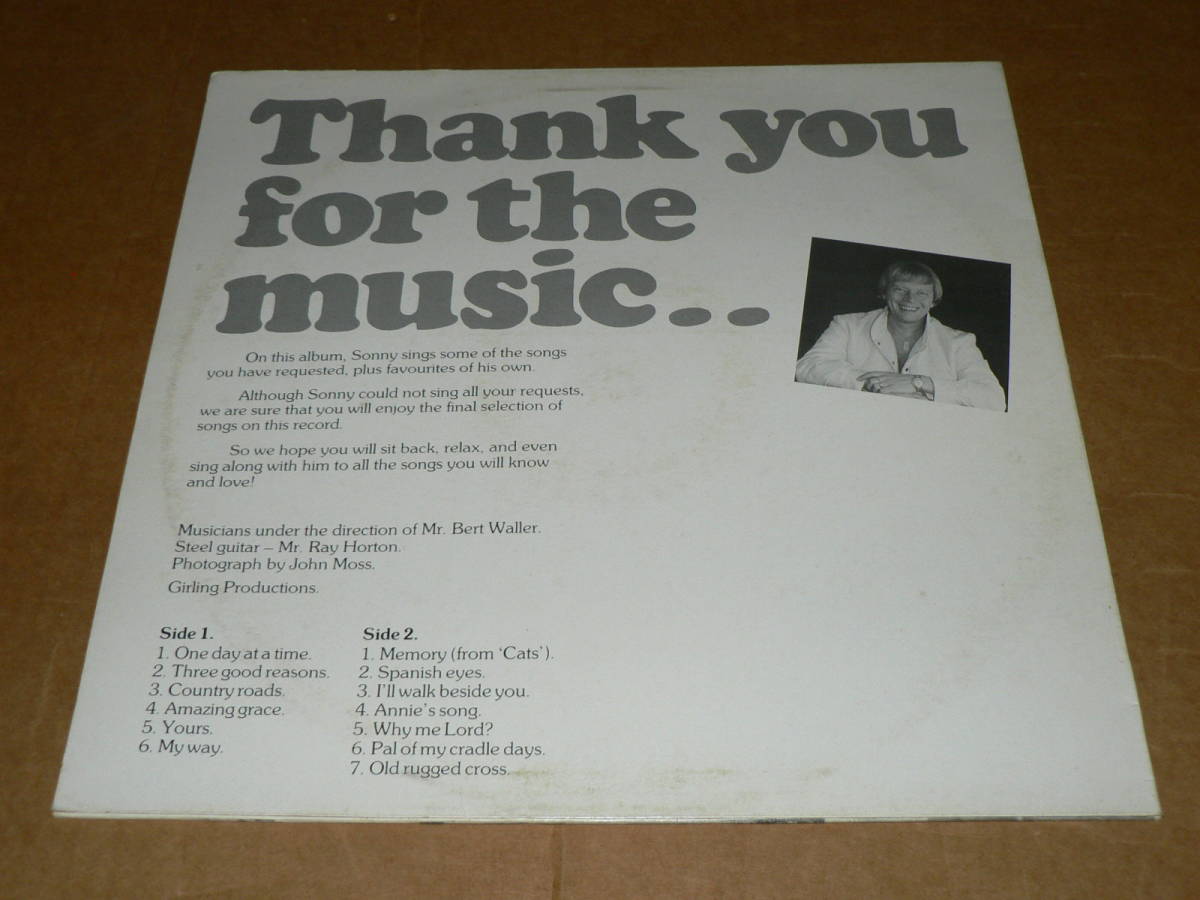 Thank you
for the
music..
On this album, Sonny sings some of the songs
you have requested, plus favourites of his own.
Although Sonny could not sing all your requests,
we are sure that you will enjoy the final selection of
songs on this record.
So we hope you will sit back, relax, and even
sing along with him to all the songs you will know
and love!
Musicians under the direction of Mr. Bert Waller.
Steel guitar – Mr. Ray Horton.
Photograph by John Moss.
Girling Productions.
Side 1.
1. One day at a time.
2. Three good reasons.
3. Country roads.
4. Amazing grace.
5. Yours.
6. My way.
Side 2.
1. Memory (from ‘Cats’).
2. Spanish eyes.
3. I'll walk beside you.
4. Annie's song.
5. Why me Lord?
6. Pal of my cradle days.
7. Old rugged cross.